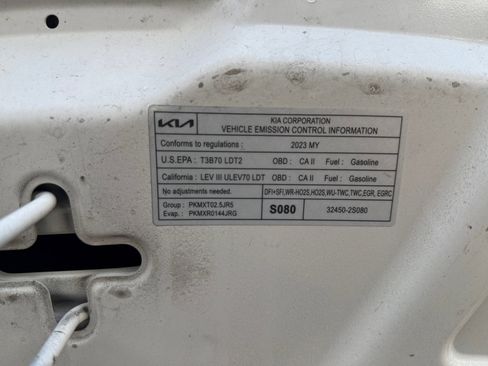 KIA
KIA CORPORATION
VEHICLE EMISSION CONTROL INFORMATION
Conforms to regulations : 2023 MY
U.S.EPA : T3B70 LDT2 OBD : CA II Fuel : Gasoline
California : LEV III ULEV70 LDT OBD : CA II Fuel : Gasoline
No adjustments needed. DFI+SFI,WR-HO2S,HO2S,WU-TWC,TWC,EGR, EGRC
Group : PKMXT02.5JR5
Evap. : PKMXR0144JRG S080 32450-2S080